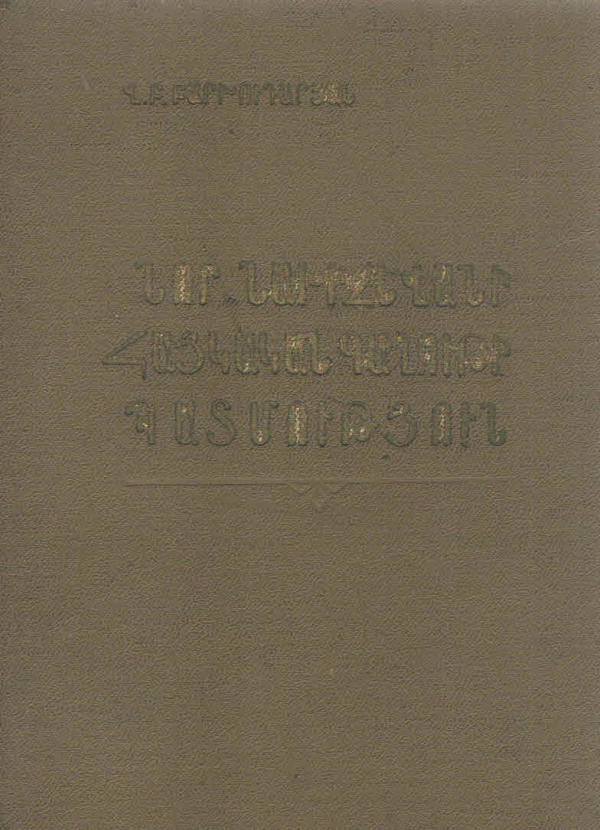 Վ. Բ. ԲԱՐԽՈՒԴԱՐՅԱՆ
ՆՈՐ ՆԱԽԻՋԵՎԱՆԻ
ՀԱՅԿԱԿԱՆ ԳԱՂՈՒԹԻ
ՊԱՏՄՈՒԹՅՈՒՆ